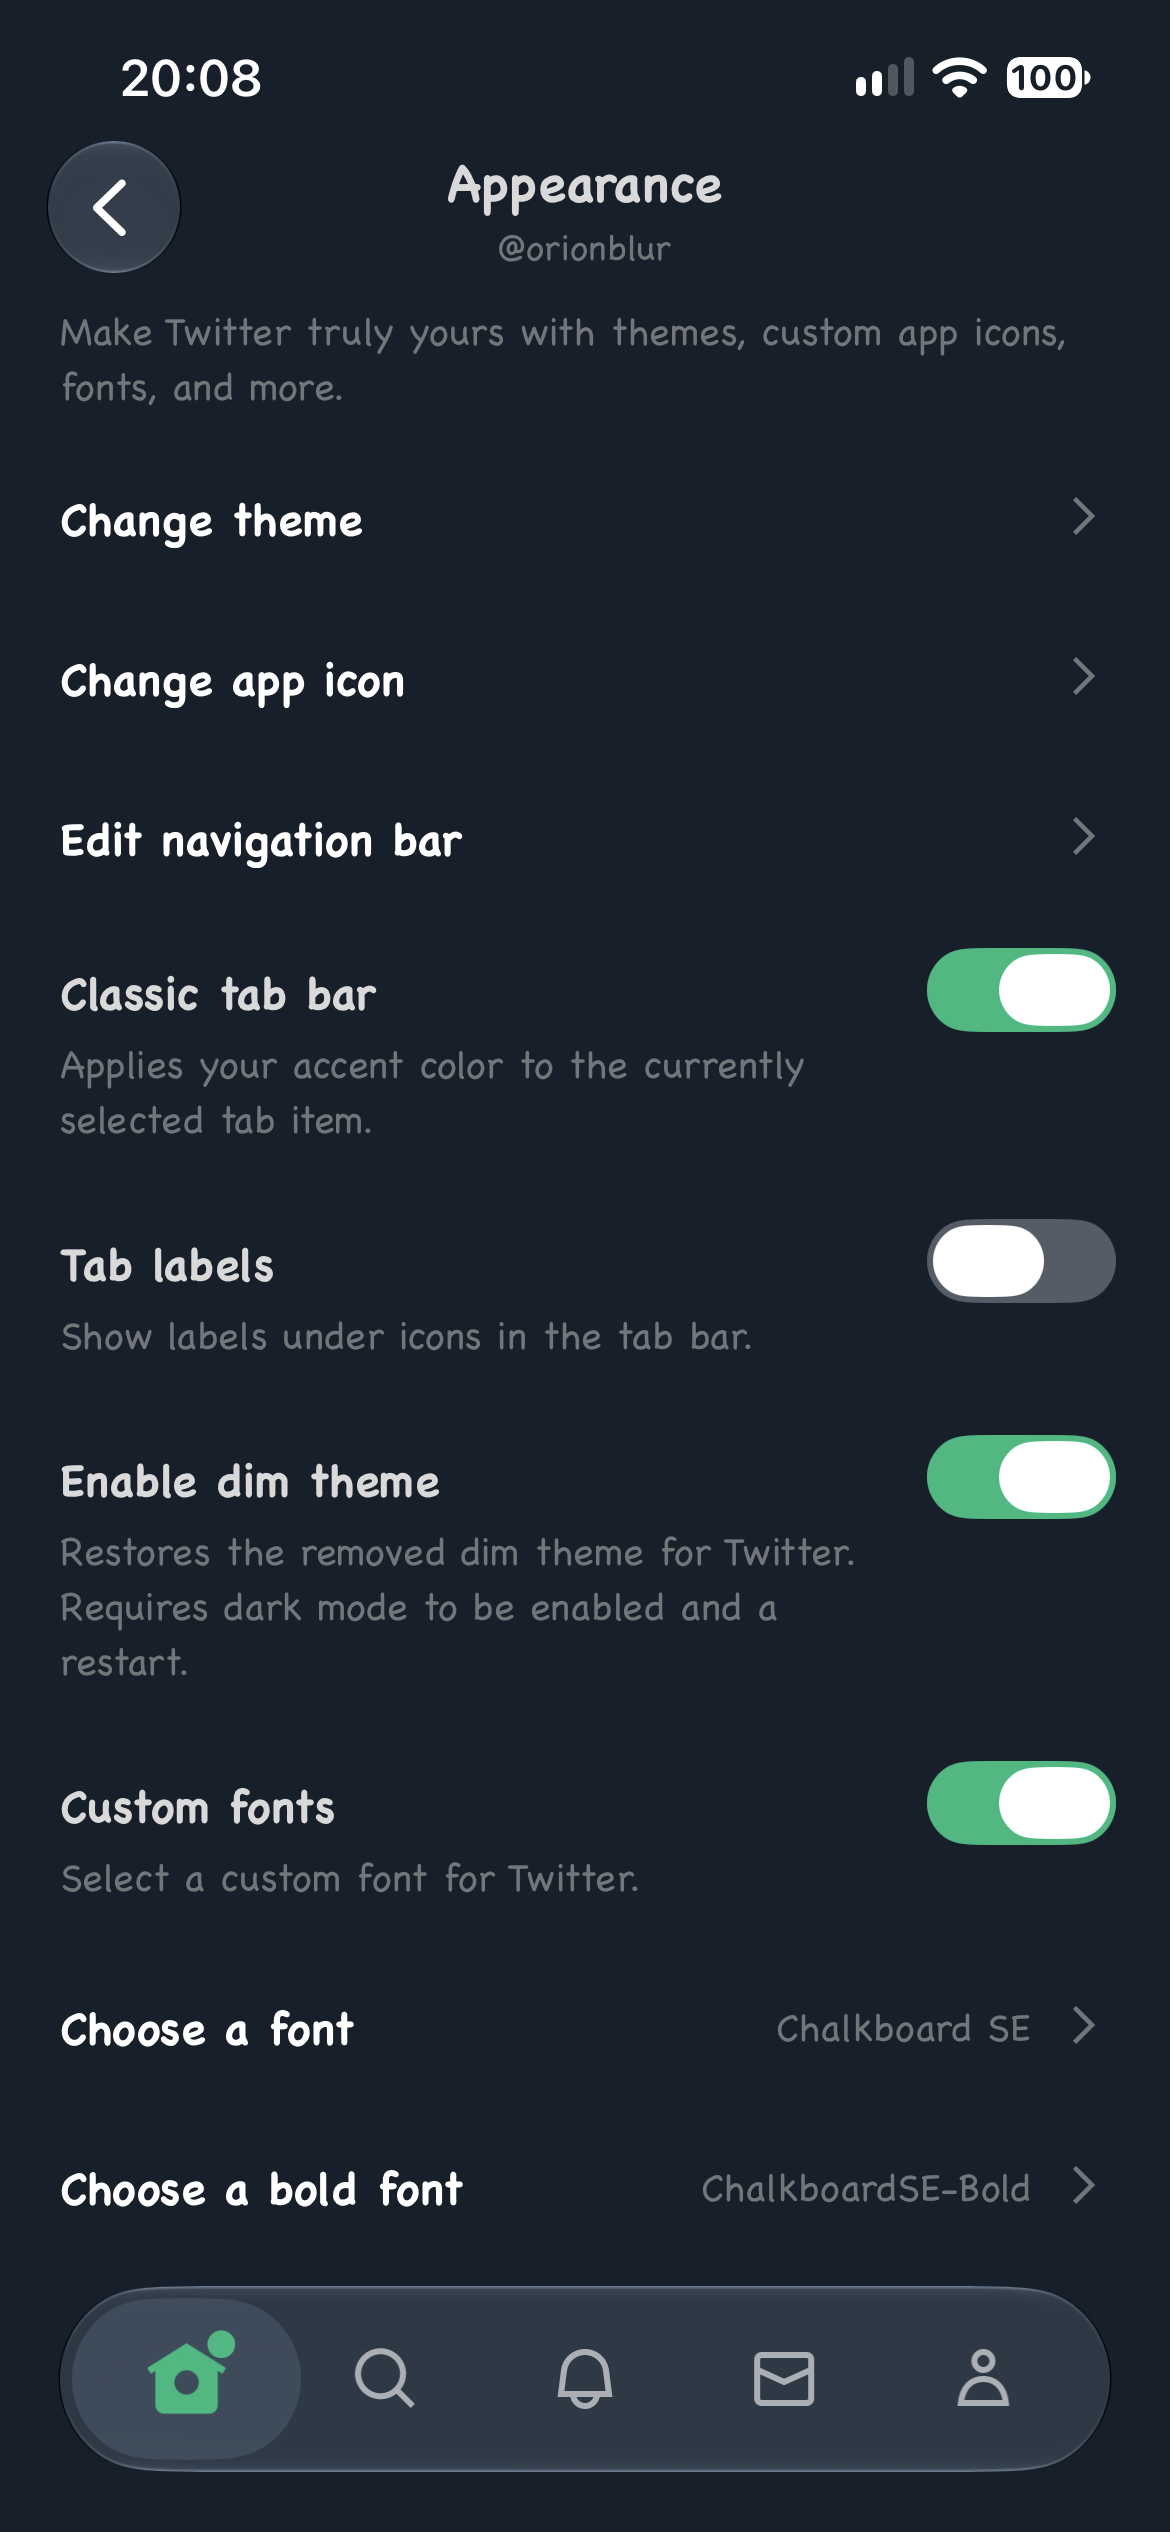 20:08
100
Appearance
@orionblur
Make Twitter truly yours with themes, custom app icons,
fonts, and more.
Change theme
Change app icon
Edit navigation bar
Classic tab bar
Applies your accent color to the currently
selected tab item.
Tab labels
Show labels under icons in the tab bar.
Enable dim theme
Restores the removed dim theme for Twitter.
Requires dark mode to be enabled and a
restart.
Custom fonts
Select a custom font for Twitter.
Choose a font
Chalkboard SE
Choose a bold font
ChalkboardSE-Bold